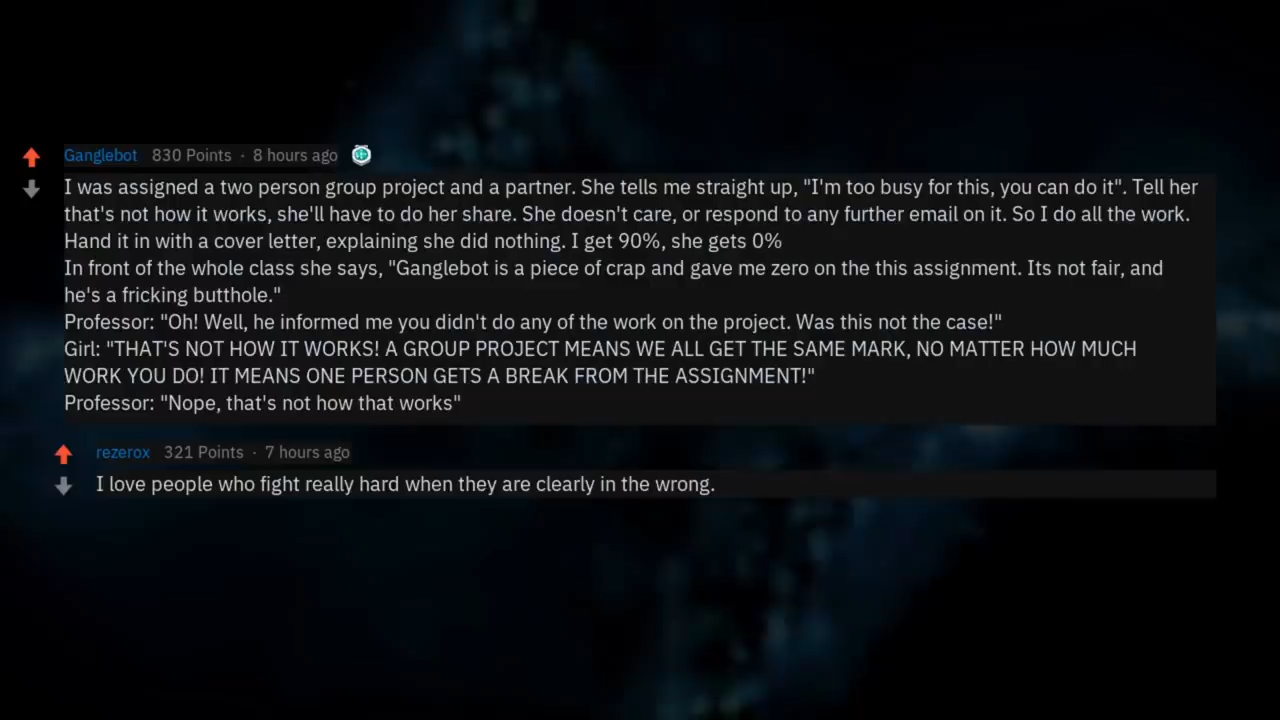 Ganglebot 830 Points · 8 hours ago
I was assigned a two person group project and a partner. She tells me straight up, "I'm too busy for this, you can do it". Tell her
that's not how it works, she'll have to do her share. She doesn't care, or respond to any further email on it. So I do all the work.
Hand it in with a cover letter, explaining she did nothing. I get 90%, she gets 0%
In front of the whole class she says, "Ganglebot is a piece of crap and gave me zero on the this assignment. Its not fair, and
he's a fricking butthole."
Professor: "Oh! Well, he informed me you didn't do any of the work on the project. Was this not the case!"
Girl: "THAT'S NOT HOW IT WORKS! A GROUP PROJECT MEANS WE ALL GET THE SAME MARK, NO MATTER HOW MUCH
WORK YOU DO! IT MEANS ONE PERSON GETS A BREAK FROM THE ASSIGNMENT!"
Professor: "Nope, that's not how that works"
rezerox 321 Points · 7 hours ago
I love people who fight really hard when they are clearly in the wrong.